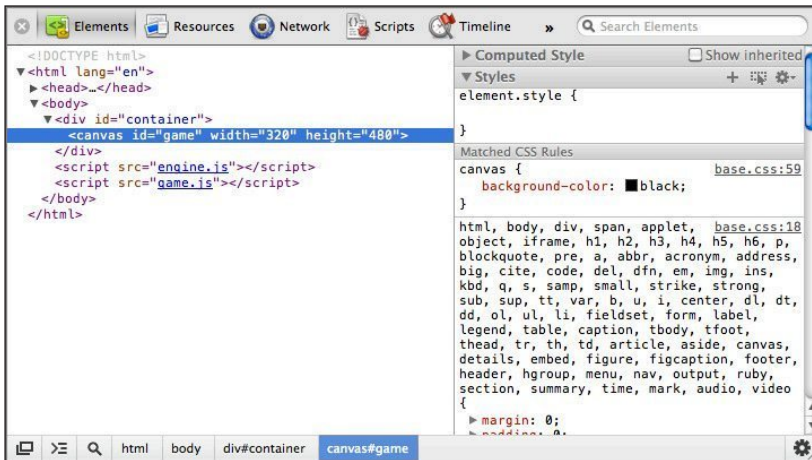 Elements Resources Network Scripts Timeline » Search Elements
<!DOCTYPE html>
▼<html lang="en">
▶<head>…</head>
▼<body>
▼<div id="container">
<canvas id="game" width="320" height="480">
</div>
<script src="engine.js"></script>
<script src="game.js"></script>
</body>
</html>
▶ Computed Style Show inherited
▼ Styles
element.style {
}
Matched CSS Rules
canvas { base.css:59
background-color: black;
}
html, body, div, span, applet, base.css:18
object, iframe, h1, h2, h3, h4, h5, h6, p,
blockquote, pre, a, abbr, acronym, address,
big, cite, code, del, dfn, em, img, ins,
kbd, q, s, samp, small, strike, strong,
sub, sup, tt, var, b, u, i, center, dl, dt,
dd, ol, ul, li, fieldset, form, label,
legend, table, caption, tbody, tfoot,
thead, tr, th, td, article, aside, canvas,
details, embed, figure, figcaption, footer,
header, hgroup, menu, nav, output, ruby,
section, summary, time, mark, audio, video
{
▶ margin: 0;
▶ padding: 0;
html body div#container canvas#game